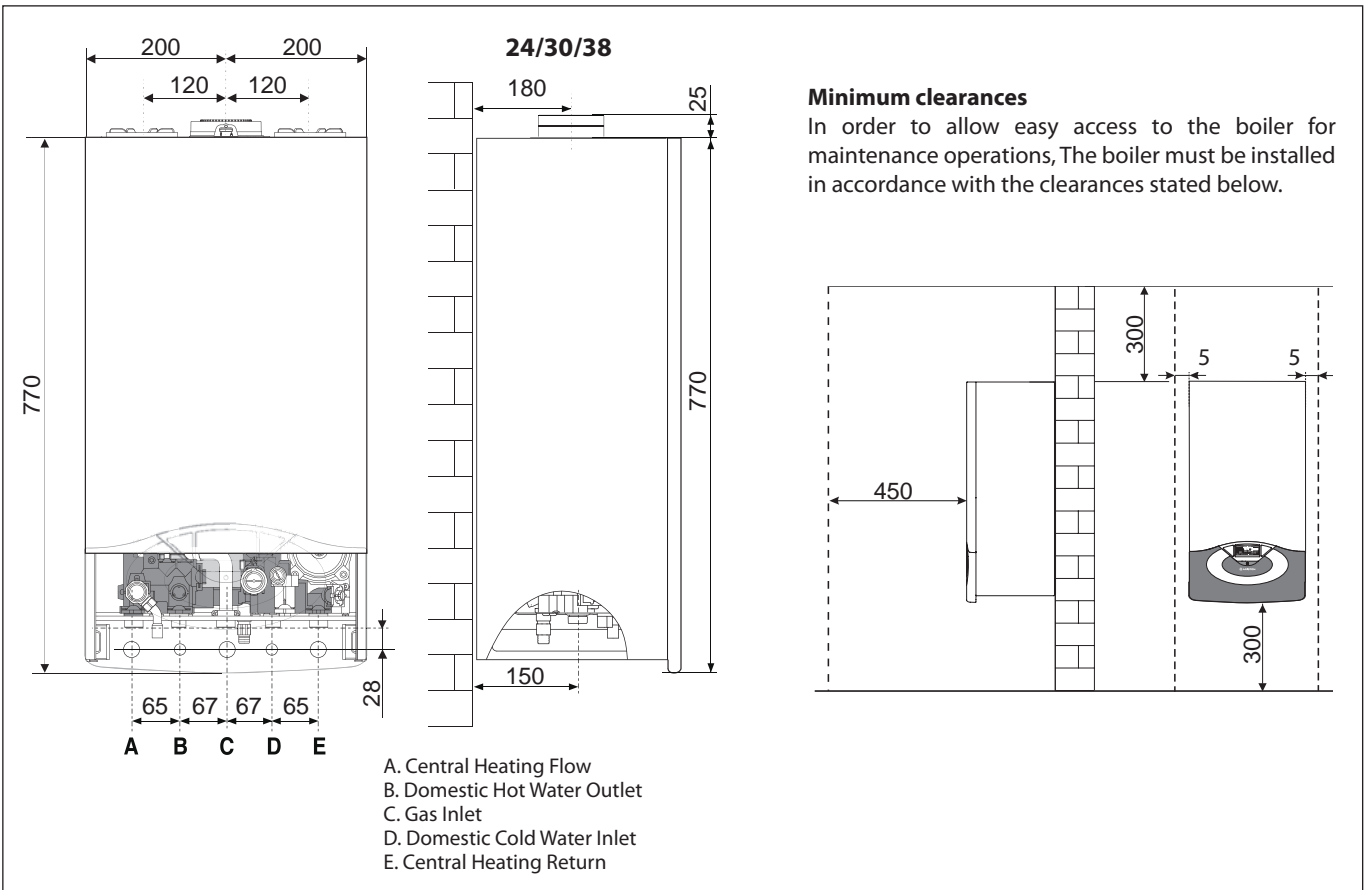 200 200
24/30/38
120 120
180
25
Minimum clearances
In order to allow easy access to the boiler for
maintenance operations, The boiler must be installed
in accordance with the clearances stated below.
770
770
300
5 5
450
300
150
28
65 67 67 65
A B C D E
A. Central Heating Flow
B. Domestic Hot Water Outlet
C. Gas Inlet
D. Domestic Cold Water Inlet
E. Central Heating Return